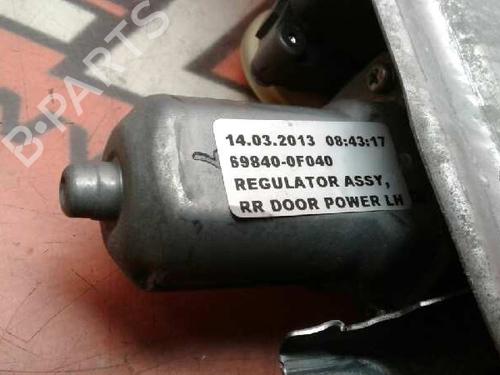 B-PARTS
14.03.2013 08:43:17
69840-0F040
REGULATOR ASSY,
RR DOOR POWER LH